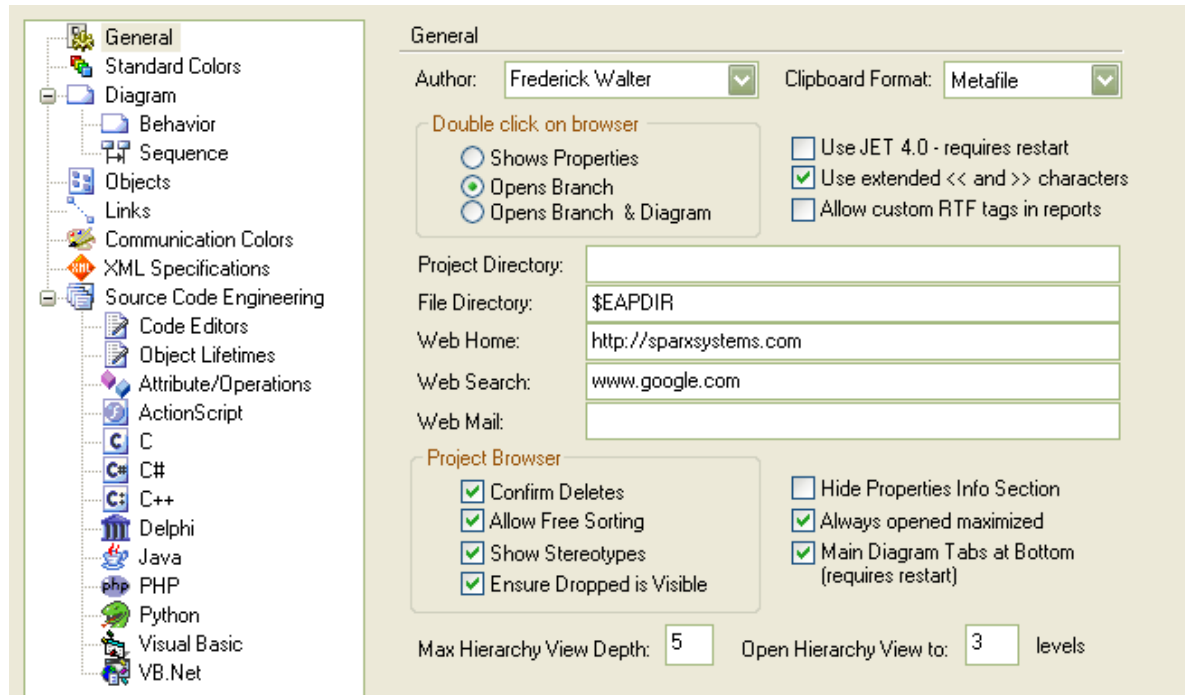 General
Standard Colors
Diagram
Behavior
Sequence
Objects
Links
Communication Colors
XML Specifications
Source Code Engineering
Code Editors
Object Lifetimes
Attribute/Operations
ActionScript
C
C#
C++
Delphi
Java
PHP
Python
Visual Basic
VB.Net
General
Author: Frederick Walter Clipboard Format: Metafile
Double click on browser
Shows Properties
Opens Branch
Opens Branch & Diagram
Use JET 4.0 - requires restart
Use extended << and >> characters
Allow custom RTF tags in reports
Project Directory:
File Directory: $EAPDIR
Web Home: http://sparxsystems.com
Web Search: www.google.com
Web Mail:
Project Browser
Confirm Deletes
Allow Free Sorting
Show Stereotypes
Ensure Dropped is Visible
Hide Properties Info Section
Always opened maximized
Main Diagram Tabs at Bottom
(requires restart)
Max Hierarchy View Depth: 5 Open Hierarchy View to: 3 levels